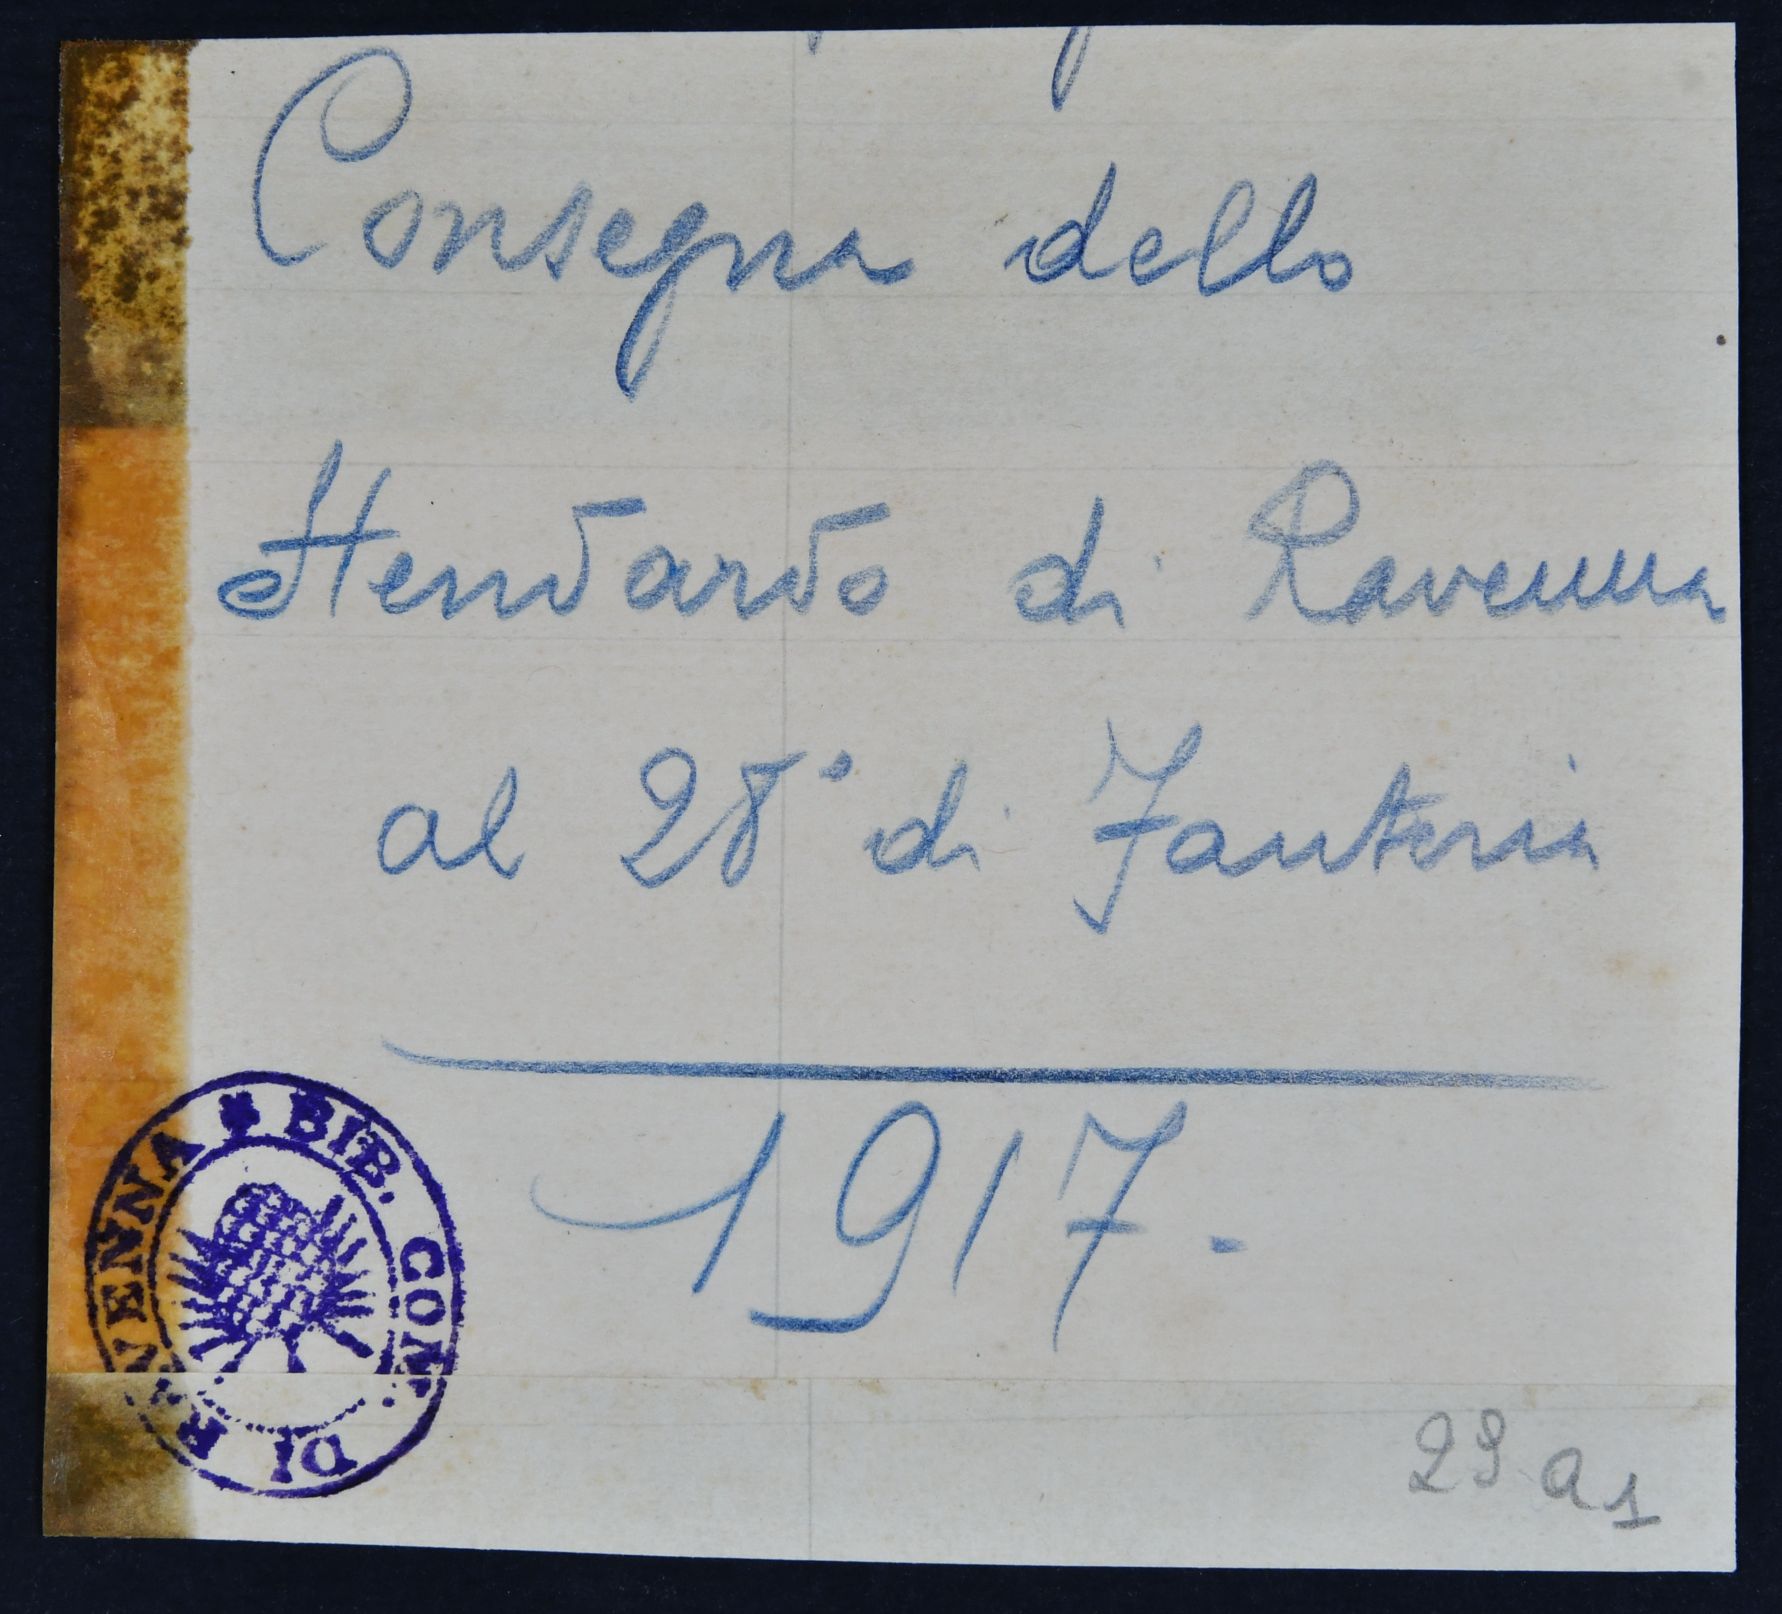 Consegna dello
Stendardo di Ravenna
al 28° di Fanteria
1917.
* BIB. COM. DI RAVENNA
29 a 1